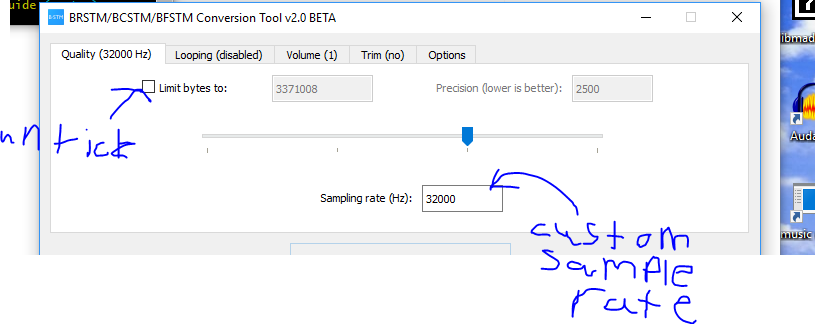 uide
BRSTM BRSTM/BCSTM/BFSTM Conversion Tool v2.0 BETA
Quality (32000 Hz) Looping (disabled) Volume (1) Trim (no) Options
Limit bytes to: 3371008 Precision (lower is better): 2500
untick
Sampling rate (Hz): 32000
custom
sample
rate
ibmad
Auda
music